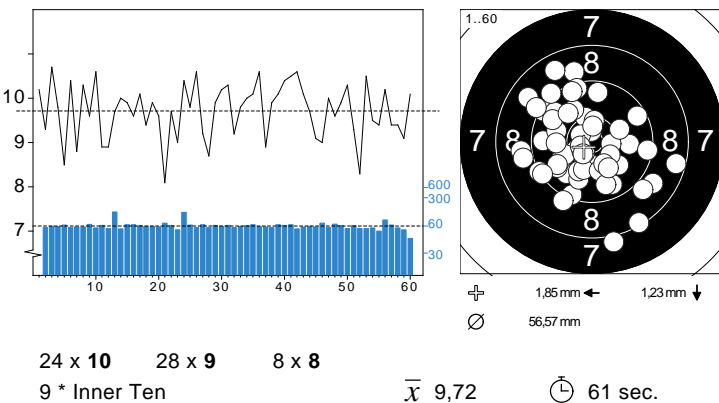 1..60
10
9
8
7
600
300
60
30
10 20 30 40 50 60
7
8
7 8 8 7
8
7
1,85 mm 1,23 mm
56,57 mm
24 x 10 28 x 9 8 x 8
9 * Inner Ten x 9,72 61 sec.